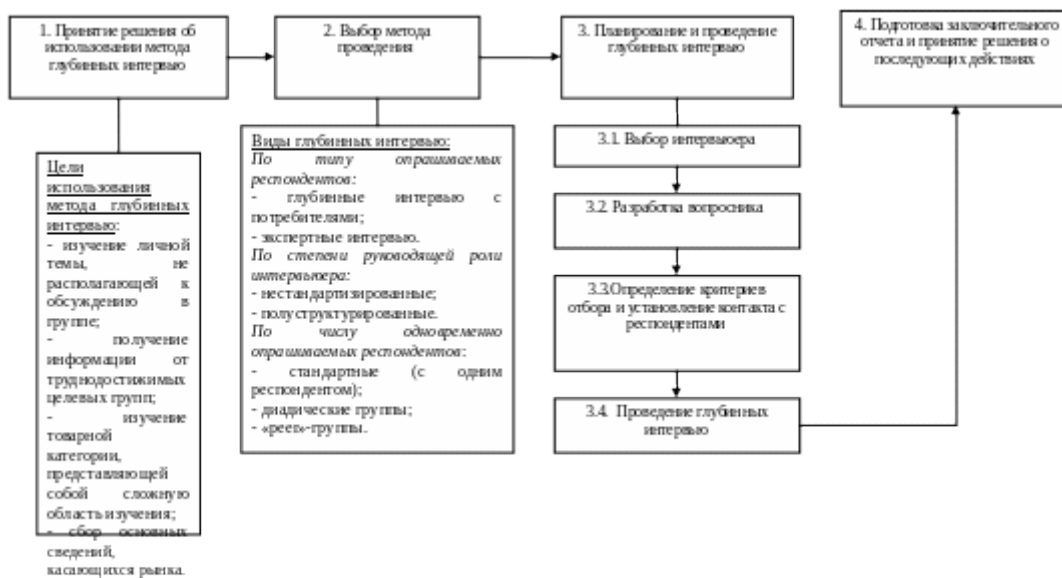 1. Принятие решения об
использовании метода
глубинных интервью
2. Выбор метода
проведения
3. Планирование и проведение
глубинных интервью
4. Подготовка заключительного
отчета и принятие решения о
последующих действиях
Цели
использования
метода глубинных
интервью:
- изучение личной
темы, не
располагающей к
обсуждению в
группе;
- получение
информации от
труднодостижимых
целевых групп;
- изучение
товарной
категории,
представляющей
собой сложную
область изучения;
- сбор основных
сведений,
касающихся рынка.
Виды глубинных интервью:
По типу опрашиваемых
респондентов:
- глубинные интервью с
потребителями;
- экспертные интервью.
По степени руководящей роли
интервьюера:
- нестандартизированные;
- полуструктурированные.
По числу одновременно
опрашиваемых респондентов:
- стандартные (с одним
респондентом);
- диадические группы;
- «peer»-группы.
3.1. Выбор интервьюера
3.2. Разработка вопросника
3.3.Определение критериев
отбора и установление контакта с
респондентами
3.4. Проведение глубинных
интервью